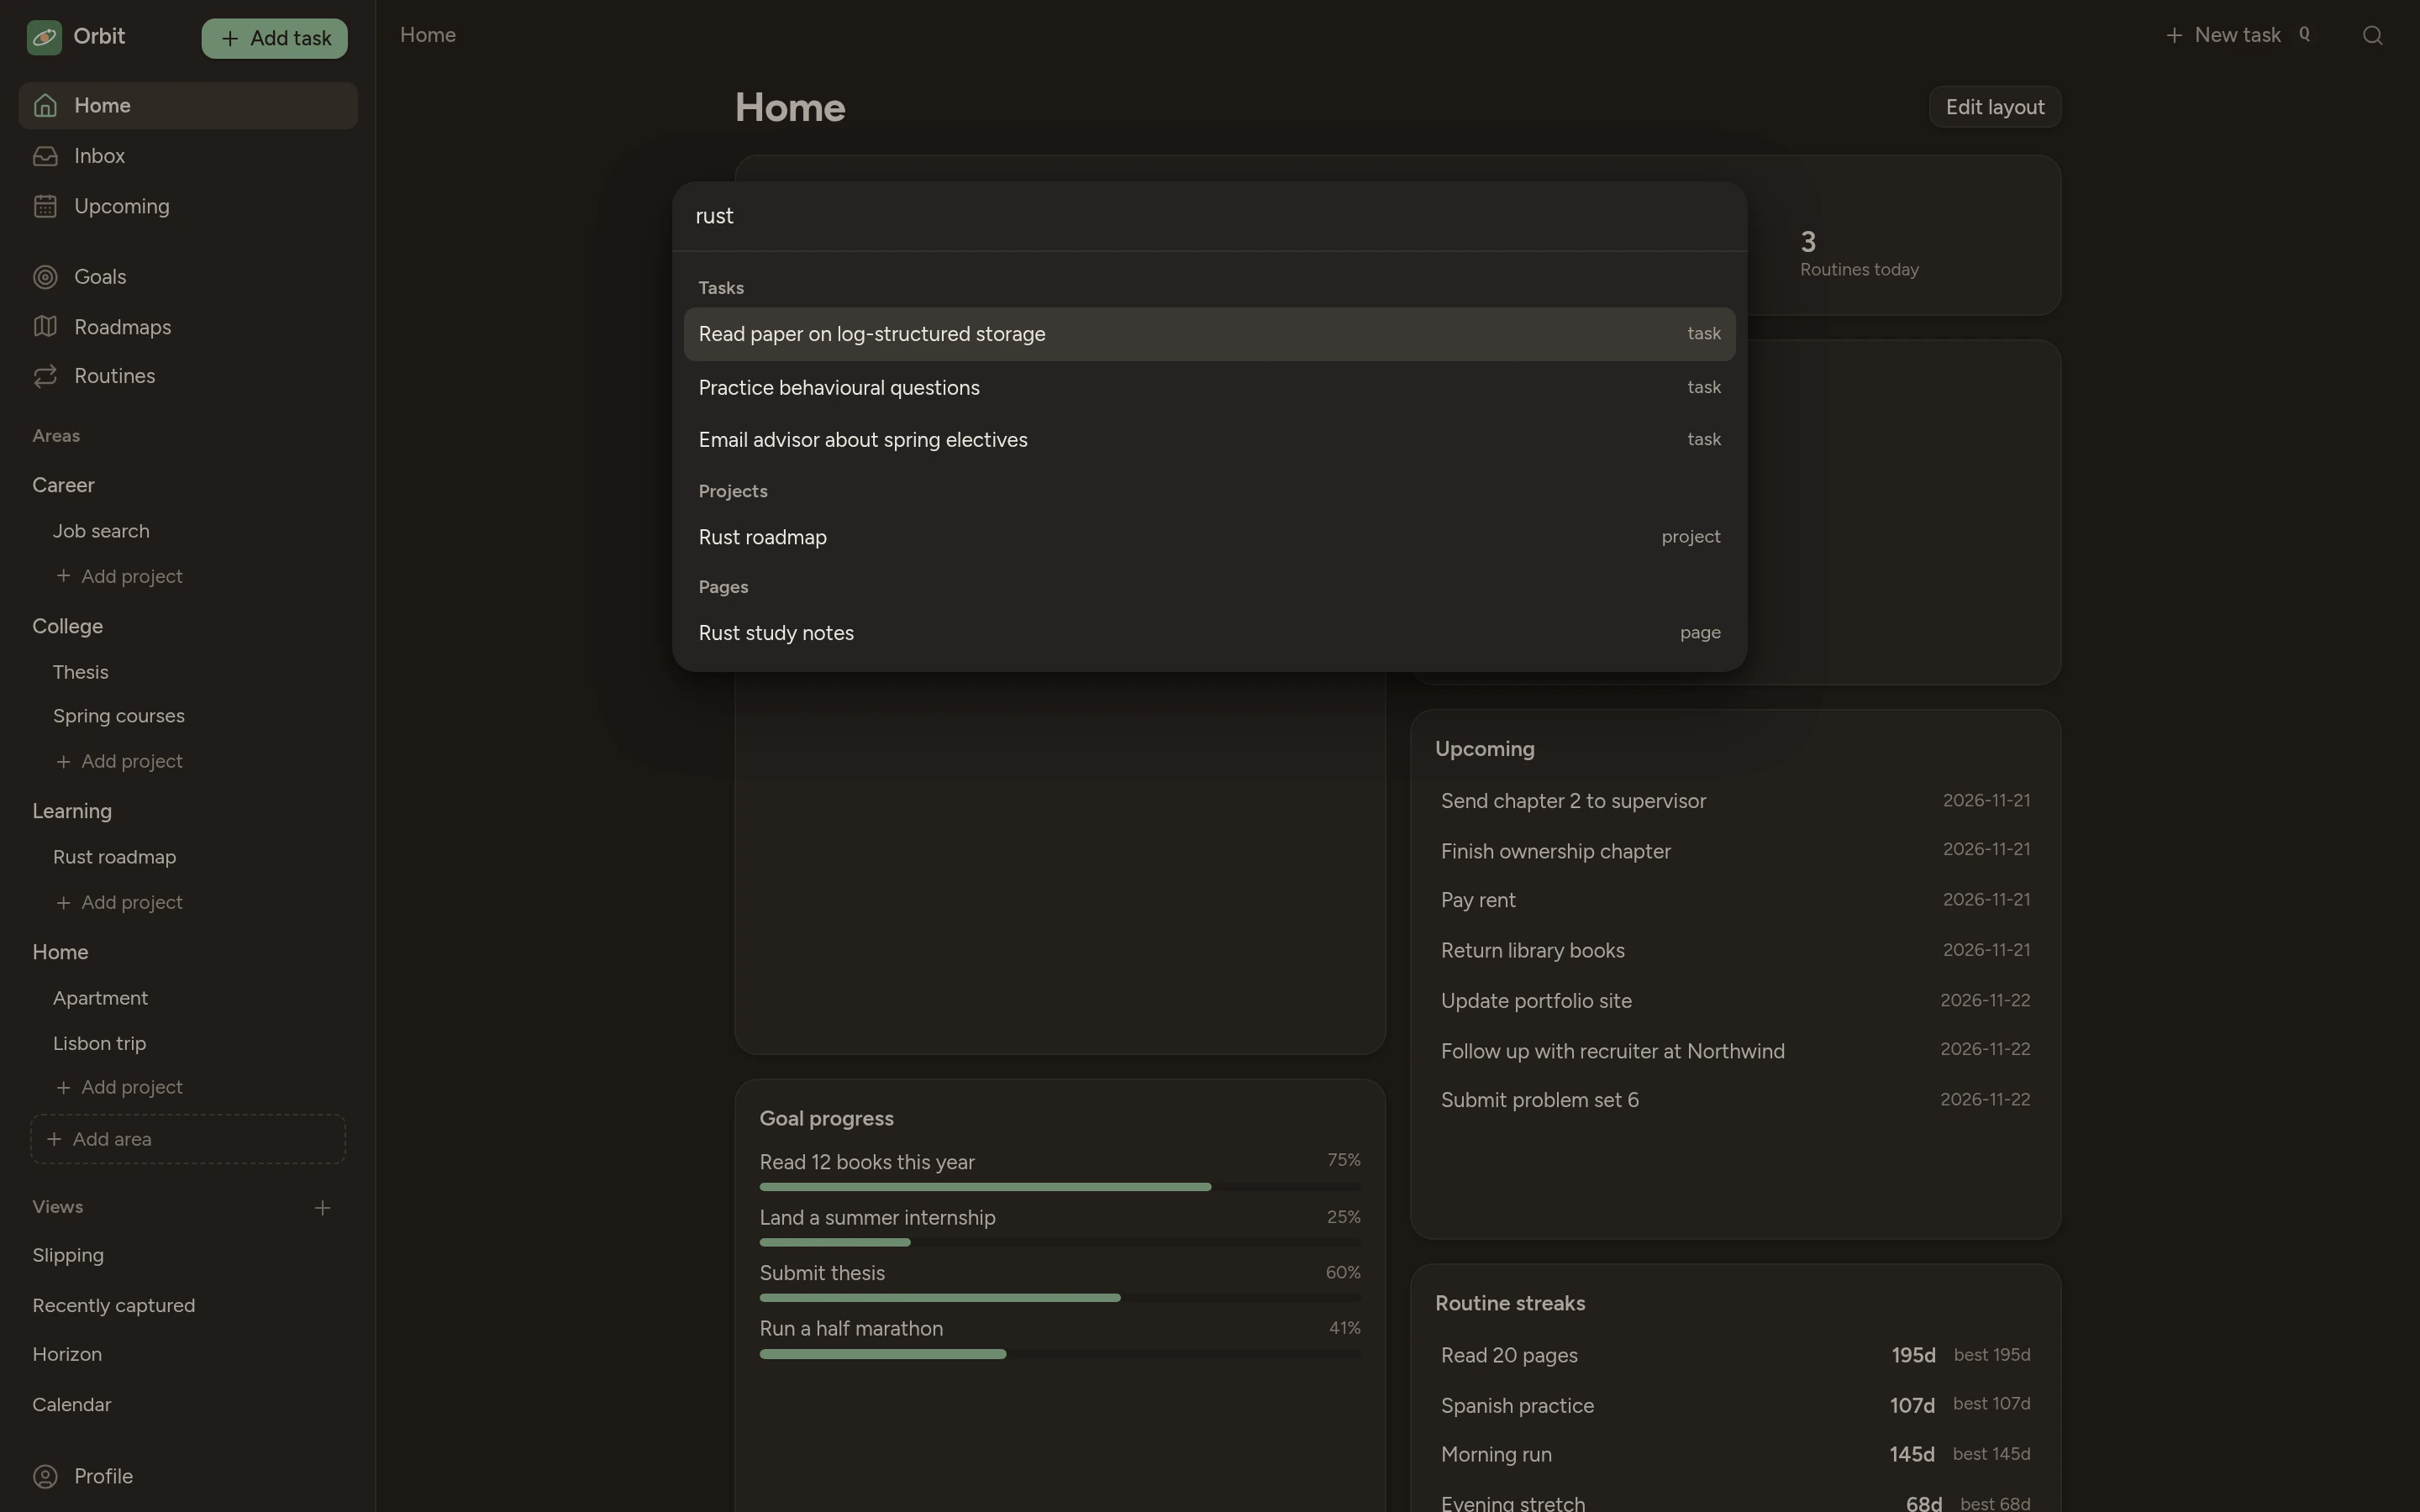 Orbit
+ Add task
Home
Inbox
Upcoming
Goals
Roadmaps
Routines
Areas
Career
Job search
+ Add project
College
Thesis
Spring courses
+ Add project
Learning
Rust roadmap
+ Add project
Home
Apartment
Lisbon trip
+ Add project
+ Add area
Views +
Slipping
Recently captured
Horizon
Calendar
Profile
Home
+ New task Q
Home
Edit layout
3
Routines today
rust
Tasks
Read paper on log-structured storage task
Practice behavioural questions task
Email advisor about spring electives task
Projects
Rust roadmap project
Pages
Rust study notes page
Goal progress
Read 12 books this year 75%
Land a summer internship 25%
Submit thesis 60%
Run a half marathon 41%
Upcoming
Send chapter 2 to supervisor 2026-11-21
Finish ownership chapter 2026-11-21
Pay rent 2026-11-21
Return library books 2026-11-21
Update portfolio site 2026-11-22
Follow up with recruiter at Northwind 2026-11-22
Submit problem set 6 2026-11-22
Routine streaks
Read 20 pages 195d best 195d
Spanish practice 107d best 107d
Morning run 145d best 145d
Evening stretch 68d best 68d